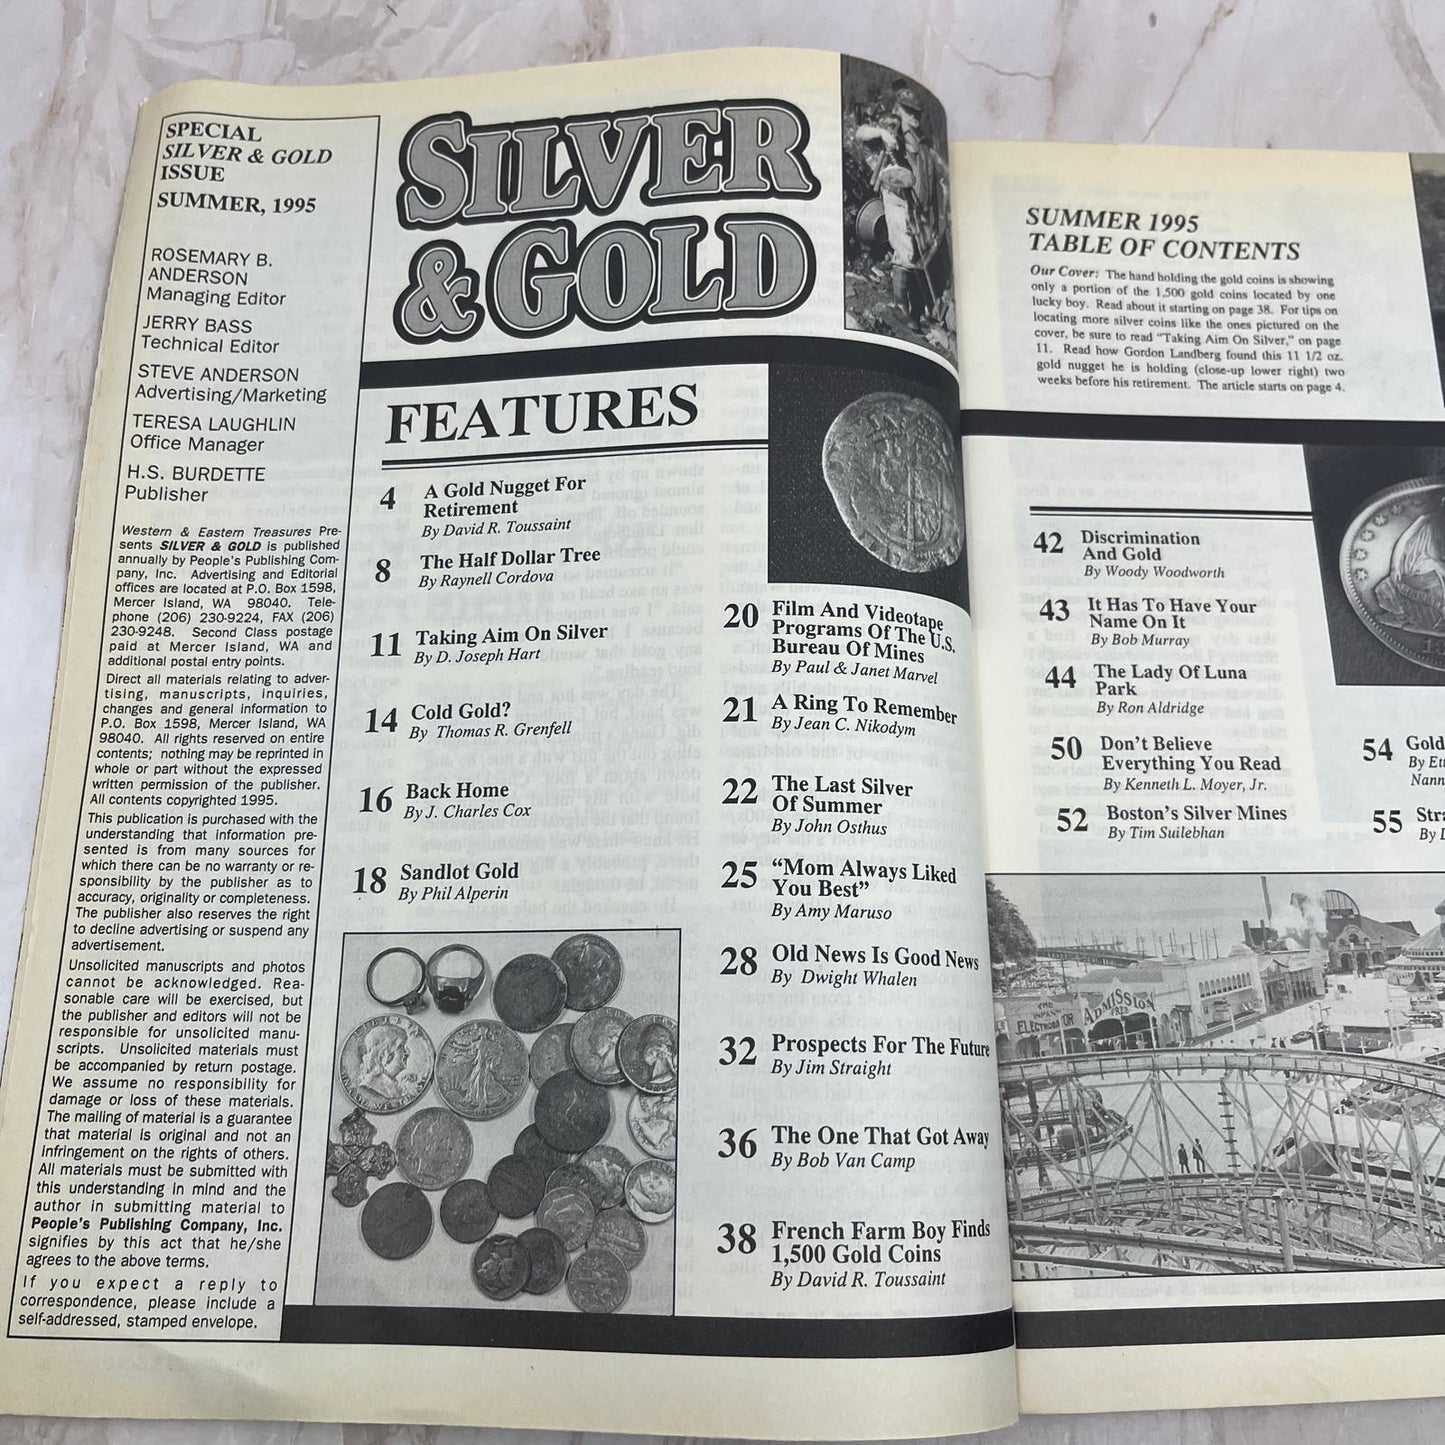 SPECIAL
SILVER & GOLD
ISSUE
SUMMER, 1995
ROSEMARY B.
ANDERSON
Managing Editor
JERRY BASS
Technical Editor
STEVE ANDERSON
Advertising/Marketing
TERESA LAUGHLIN
Office Manager
H.S. BURDETTE
Publisher
Western & Eastern Treasures Pre-
sents SILVER & GOLD is published
annually by People's Publishing Com-
pany, Inc. Advertising and Editorial
offices are located at P.O. Box 1598,
Mercer Island, WA 98040. Tele-
phone (206) 230-9224, FAX (206)
230-9248. Second Class postage
paid at Mercer Island, WA and
additional postal entry points.
Direct all materials relating to adver-
tising, manuscripts, inquiries,
changes and general information to
P.O. Box 1598, Mercer Island, WA
98040. All rights reserved on entire
contents; nothing may be reprinted in
whole or part without the expressed
written permission of the publisher.
All contents copyrighted 1995.
This publication is purchased with the
understanding that information pre-
sented is from many sources for
which there can be no warranty or re-
sponsibility by the publisher as to
accuracy, originality or completeness.
The publisher also reserves the right
to decline advertising or suspend any
advertisement.
Unsolicited manuscripts and photos
cannot be acknowledged. Rea-
sonable care will be exercised, but
the publisher and editors will not be
responsible for unsolicited manu-
scripts. Unsolicited materials must
be accompanied by return postage.
We assume no responsibility for
damage or loss of these materials.
The mailing of material is a guarantee
that material is original and not an
infringement on the rights of others.
All materials must be submitted with
this understanding in mind and the
author in submitting material to
People's Publishing Company, Inc.
signifies by this act that he/she
agrees to the above terms.
If you expect a reply to
correspondence, please include a
self-addressed, stamped envelope.
SILVER
& GOLD
FEATURES
4 A Gold Nugget For
Retirement
By David R. Toussaint
8 The Half Dollar Tree
By Raynell Cordova
11 Taking Aim On Silver
By D. Joseph Hart
14 Cold Gold?
By Thomas R. Grenfell
16 Back Home
By J. Charles Cox
18 Sandlot Gold
By Phil Alperin
20 Film And Videotape
Programs Of The U.S.
Bureau Of Mines
By Paul & Janet Marvel
21 A Ring To Remember
By Jean C. Nikodym
22 The Last Silver
Of Summer
By John Osthus
25 “Mom Always Liked
You Best”
By Amy Maruso
28 Old News Is Good News
By Dwight Whalen
32 Prospects For The Future
By Jim Straight
36 The One That Got Away
By Bob Van Camp
38 French Farm Boy Finds
1,500 Gold Coins
By David R. Toussaint
SUMMER 1995
TABLE OF CONTENTS
Our Cover: The hand holding the gold coins is showing
only a portion of the 1,500 gold coins located by one
lucky boy. Read about it starting on page 38. For tips on
locating more silver coins like the ones pictured on the
cover, be sure to read “Taking Aim On Silver,” on page
11. Read how Gordon Landberg found this 11 1/2 oz.
gold nugget he is holding (close-up lower right) two
weeks before his retirement. The article starts on page 4.
42 Discrimination
And Gold
By Woody Woodworth
43 It Has To Have Your
Name On It
By Bob Murray
44 The Lady Of Luna
Park
By Ron Aldridge
50 Don't Believe
Everything You Read
By Kenneth L. Moyer, Jr.
52 Boston's Silver Mines
By Tim Suilebhan
54 Gold
By
Nann
55
By
ADMISSION
FREE